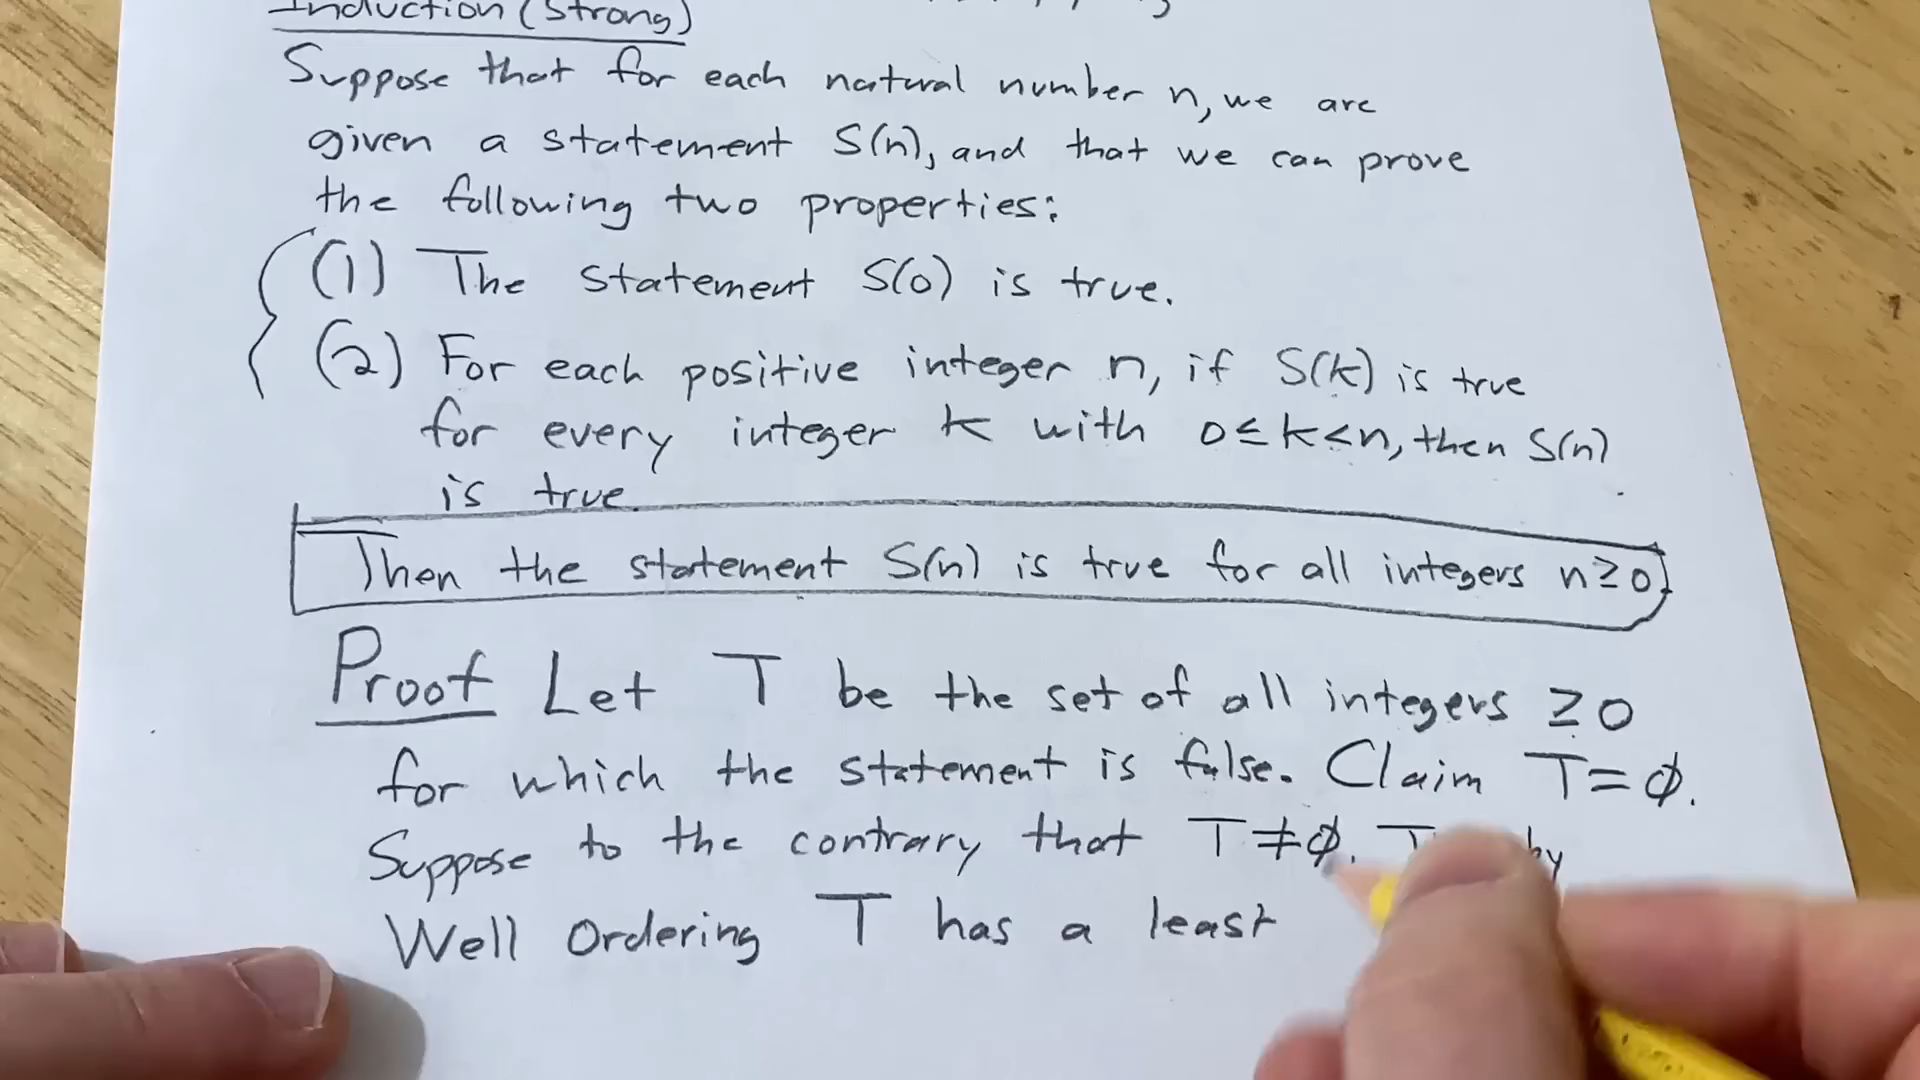 Induction (Strong)
Suppose that for each natural number n, we are
given a statement S(n), and that we can prove
the following two properties:
(1) The statement S(0) is true.
(2) For each positive integer n, if S(k) is true
for every integer k with 0≤k<n, then S(n)
is true.
Then the statement S(n) is true for all integers n≥0.
Proof Let T be the set of all integers ≥0
for which the statement is false. Claim T=∅.
Suppose to the contrary that T≠∅. by
Well Ordering T has a least